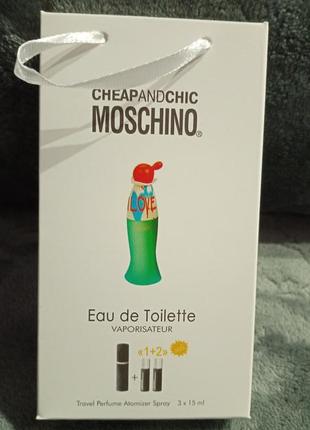 CHEAPANDCHIC
MOSCHINO®
I LOVE
Eau de Toilette
VAPORISATEUR
«1+2»
+
Travel Perfume Atomizer Spray 3 x 15 ml